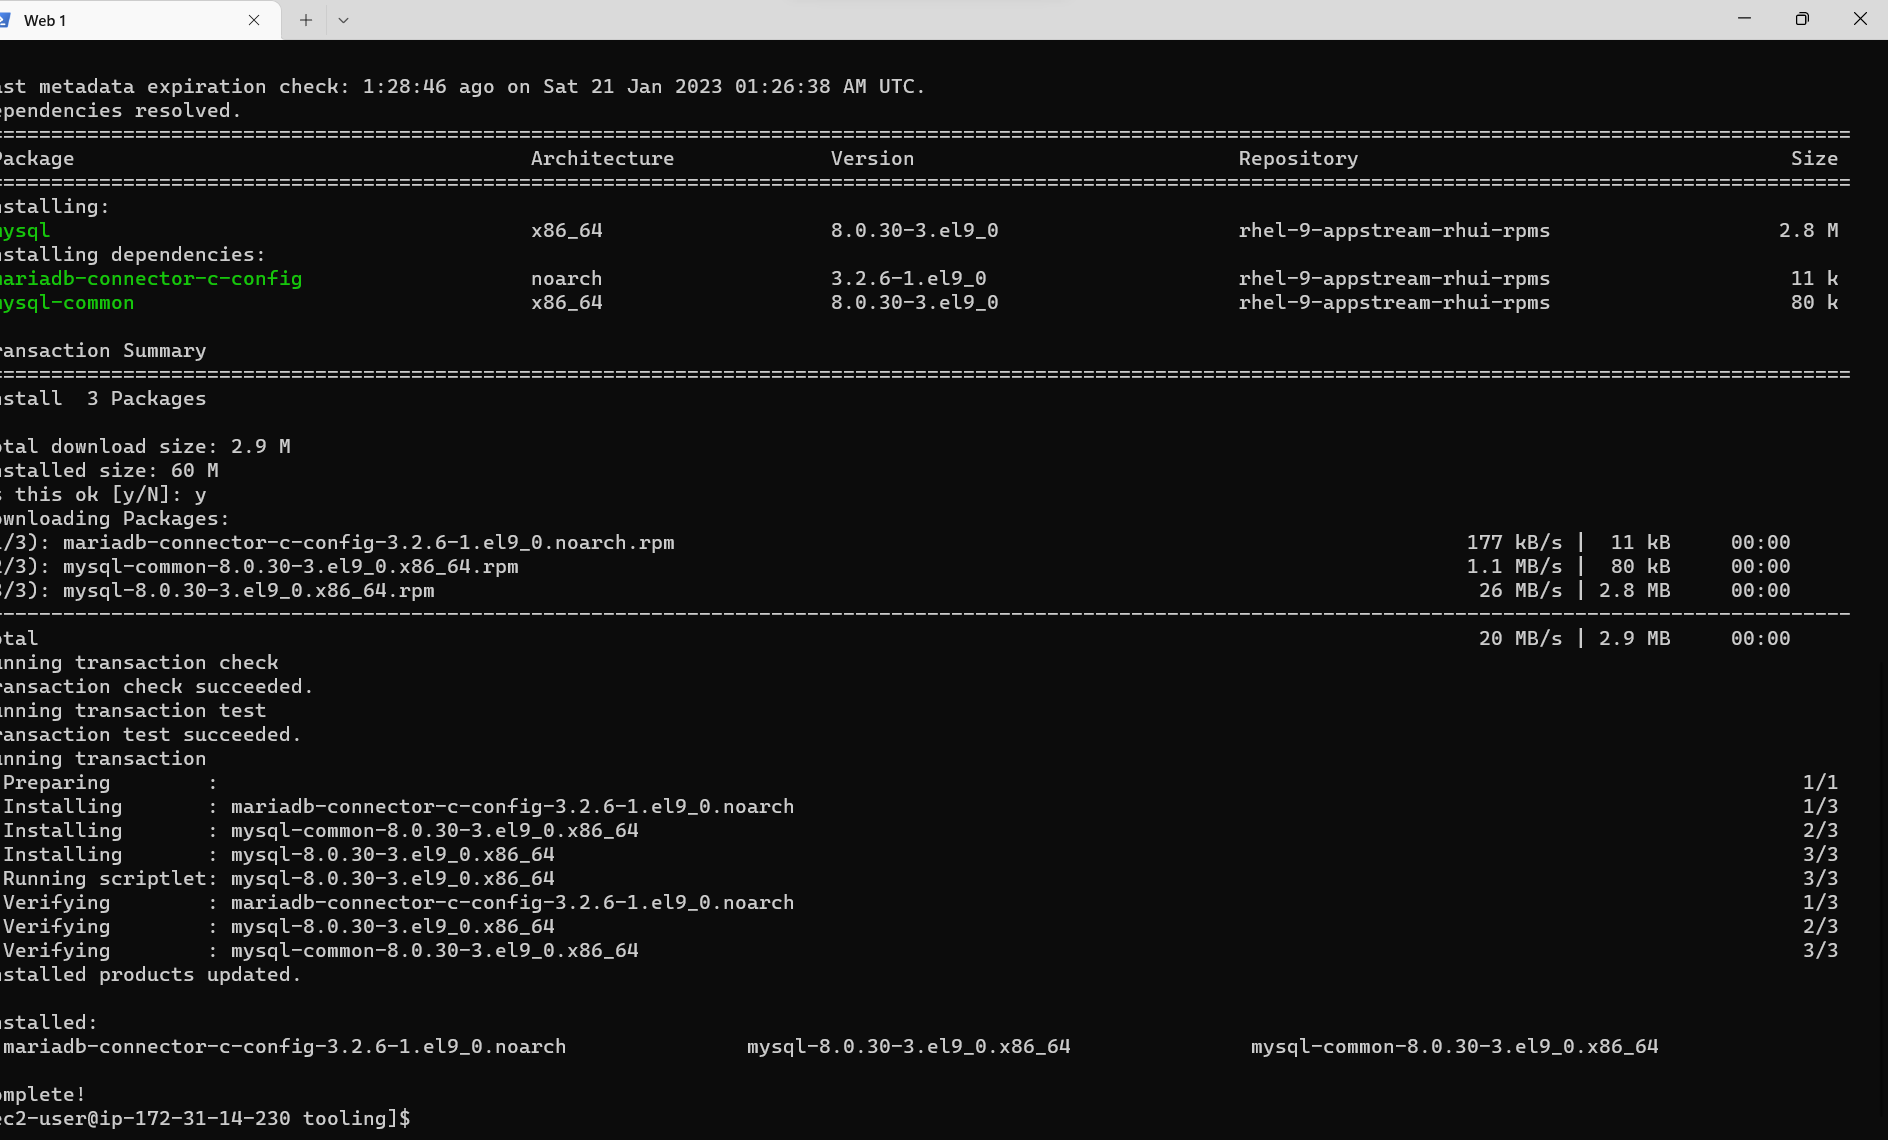 Web 1
ast metadata expiration check: 1:28:46 ago on Sat 21 Jan 2023 01:26:38 AM UTC.
ependencies resolved.
================================================================================
Package Architecture Version Repository Size
================================================================================
nstalling:
mysql x86_64 8.0.30-3.el9_0 rhel-9-appstream-rhui-rpms 2.8 M
nstalling dependencies:
mariadb-connector-c-config noarch 3.2.6-1.el9_0 rhel-9-appstream-rhui-rpms 11 k
mysql-common x86_64 8.0.30-3.el9_0 rhel-9-appstream-rhui-rpms 80 k
ransaction Summary
================================================================================
nstall 3 Packages
otal download size: 2.9 M
nstalled size: 60 M
s this ok [y/N]: y
ownloading Packages:
1/3): mariadb-connector-c-config-3.2.6-1.el9_0.noarch.rpm 177 kB/s | 11 kB 00:00
2/3): mysql-common-8.0.30-3.el9_0.x86_64.rpm 1.1 MB/s | 80 kB 00:00
3/3): mysql-8.0.30-3.el9_0.x86_64.rpm 26 MB/s | 2.8 MB 00:00
--------------------------------------------------------------------------------
otal 20 MB/s | 2.9 MB 00:00
unning transaction check
ransaction check succeeded.
unning transaction test
ransaction test succeeded.
unning transaction
Preparing : 1/1
Installing : mariadb-connector-c-config-3.2.6-1.el9_0.noarch 1/3
Installing : mysql-common-8.0.30-3.el9_0.x86_64 2/3
Installing : mysql-8.0.30-3.el9_0.x86_64 3/3
Running scriptlet: mysql-8.0.30-3.el9_0.x86_64 3/3
Verifying : mariadb-connector-c-config-3.2.6-1.el9_0.noarch 1/3
Verifying : mysql-8.0.30-3.el9_0.x86_64 2/3
Verifying : mysql-common-8.0.30-3.el9_0.x86_64 3/3
nstalled products updated.
nstalled:
mariadb-connector-c-config-3.2.6-1.el9_0.noarch mysql-8.0.30-3.el9_0.x86_64 mysql-common-8.0.30-3.el9_0.x86_64
omplete!
ec2-user@ip-172-31-14-230 tooling]$